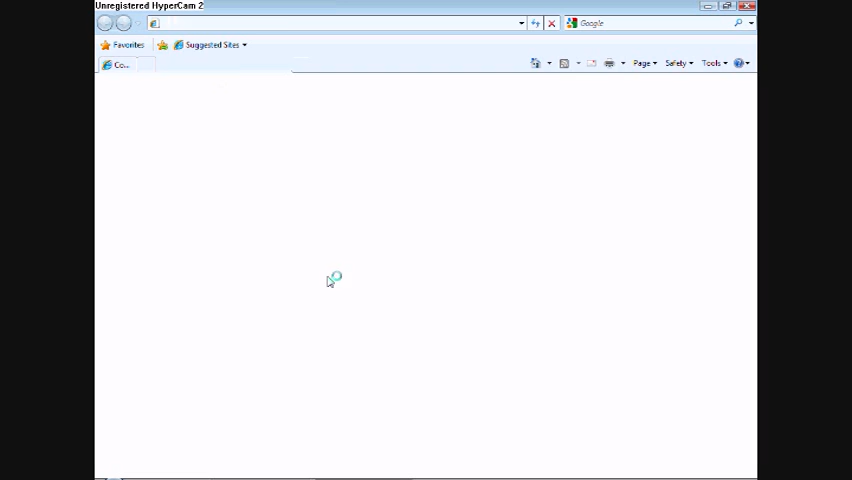 Unregistered HyperCam 2
Google
Favorites
Suggested Sites
Co...
Page
Safety
Tools